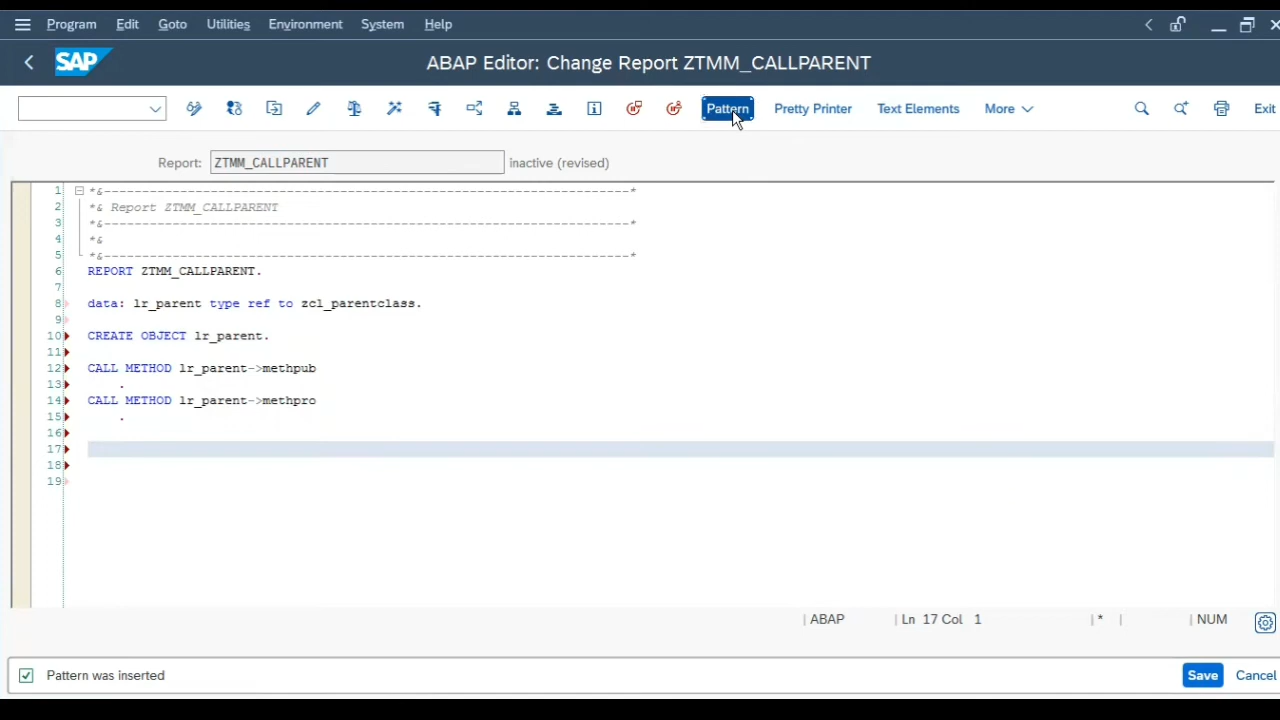 Program Edit Goto Utilities Environment System Help
SAP ABAP Editor: Change Report ZTMM_CALLPARENT
Pattern Pretty Printer Text Elements More Exit
Report: ZTMM_CALLPARENT inactive (revised)
1 *&---------------------------------------------------------------------*
2 *& Report ZTMM_CALLPARENT
3 *&---------------------------------------------------------------------*
4 *&
5 *&---------------------------------------------------------------------*
6 REPORT ZTMM_CALLPARENT.
7
8 data: lr_parent type ref to zcl_parentclass.
9
10 CREATE OBJECT lr_parent.
11
12 CALL METHOD lr_parent->methpub
13 .
14 CALL METHOD lr_parent->methpro
15 .
16
17
18
19
| ABAP | Ln 17 Col 1 | * | | NUM
Pattern was inserted Save Cancel